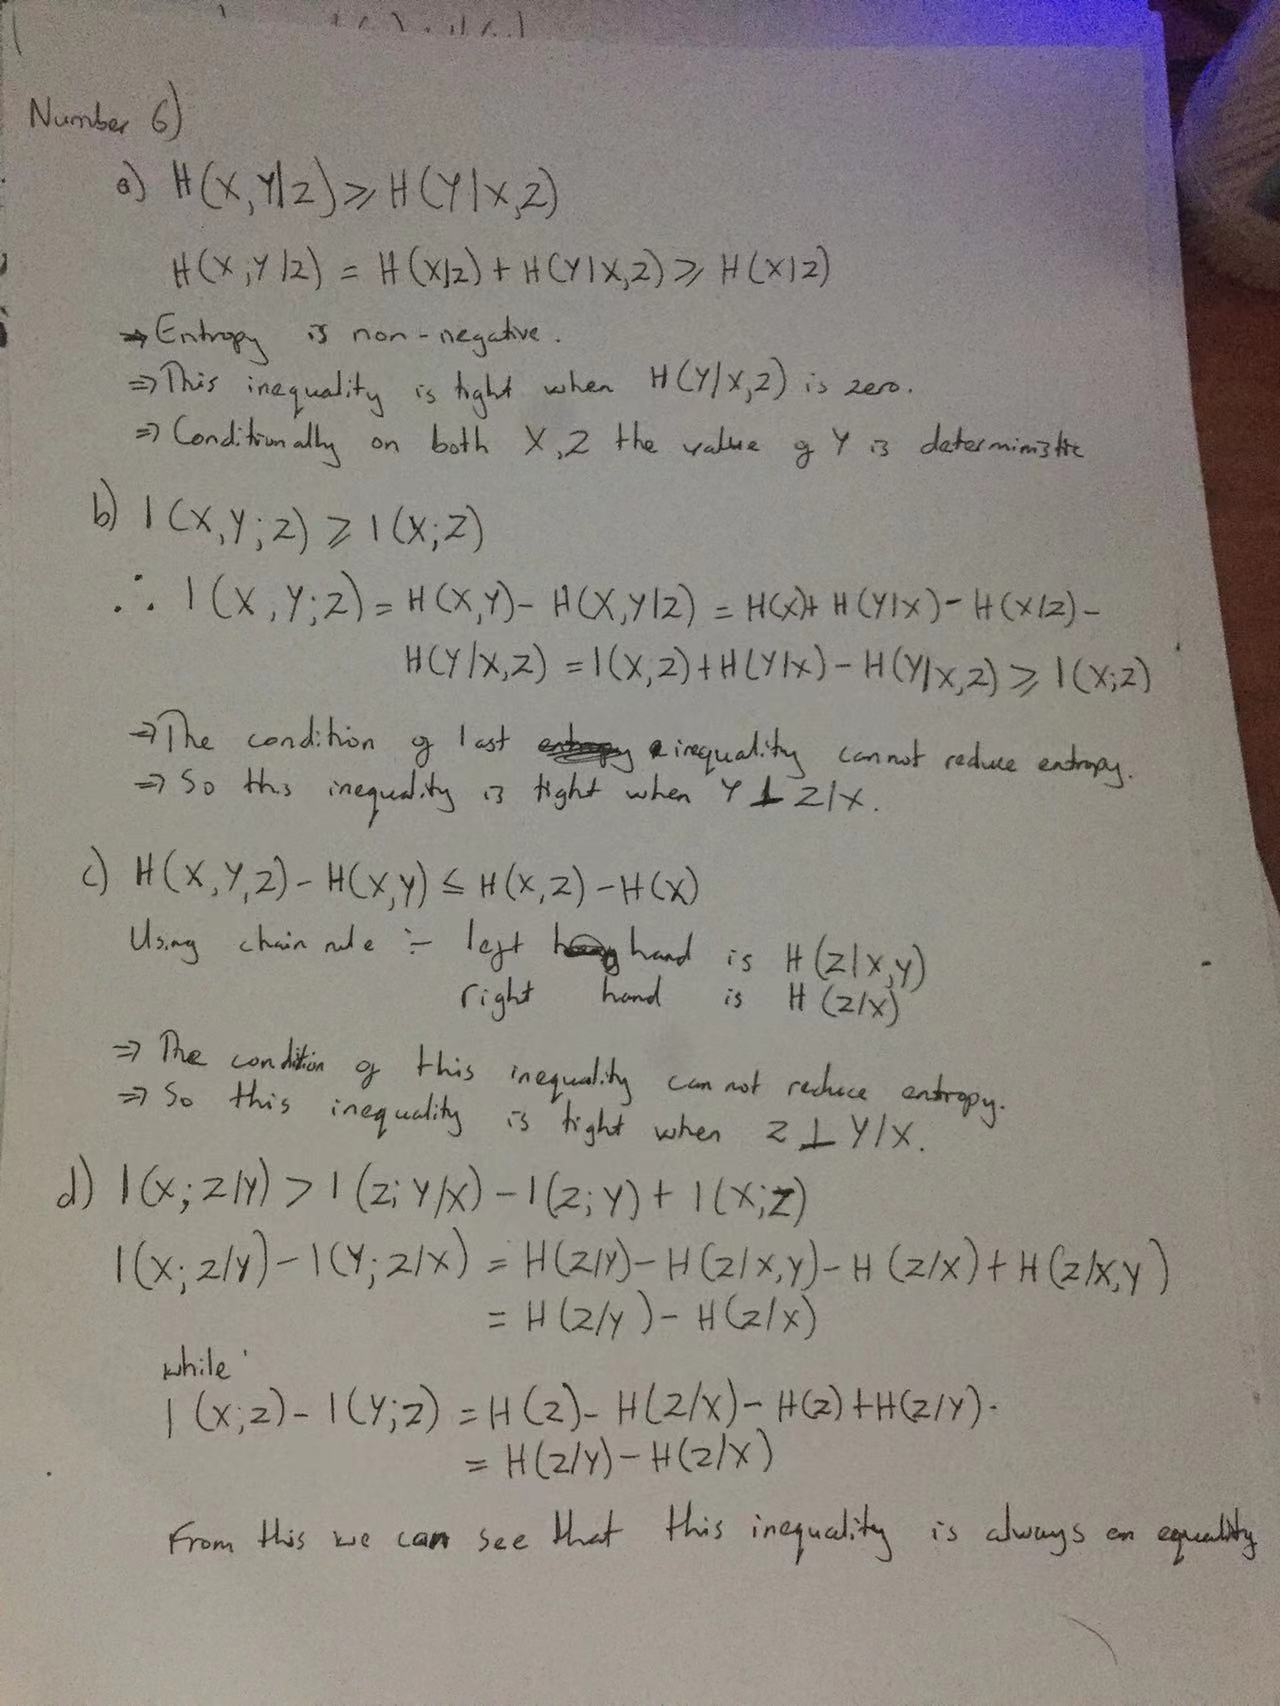 Number 6)
a) H(X,Y|Z) ⩾ H(Y|X,Z)
H(X,Y|Z) = H(X|Z) + H(Y|X,Z) ⩾ H(X|Z)
⇒ Entropy is non-negative.
⇒ This inequality is tight when H(Y/X,Z) is zero.
⇒ Conditionally on both X,Z the value of Y is deterministic
b) I(X,Y;Z) ⩾ I(X;Z)
∴ I(X,Y;Z) = H(X,Y) - H(X,Y|Z) = H(X)+ H(Y|X) - H(X|Z) -
H(Y/X,Z) = I(X,Z) + H(Y|X) - H(Y|X,Z) ⩾ I(X;Z)
⇒ The condition of last inequality cannot reduce entropy.
⇒ So this inequality is tight when Y ⊥ Z/X.
c) H(X,Y,Z) - H(X,Y) ≤ H(X,Z) - H(X)
Using chain rule :- left hand is H(Z|X,Y)
right hand is H(Z/X)
⇒ The condition of this inequality can not reduce entropy.
⇒ So this inequality is tight when Z ⊥ Y/X.
d) I(X;Z/Y) > I(Z;Y/X) - I(Z;Y) + I(X;Z)
I(X;Z/Y) - I(Y;Z/X) = H(Z/Y) - H(Z/X,Y) - H(Z/X) + H(Z/X,Y)
= H(Z/Y) - H(Z/X)
while
I(X;Z) - I(Y;Z) = H(Z) - H(Z/X) - H(Z) + H(Z/Y).
= H(Z/Y) - H(Z/X)
From this we can see that this inequality is always an equality